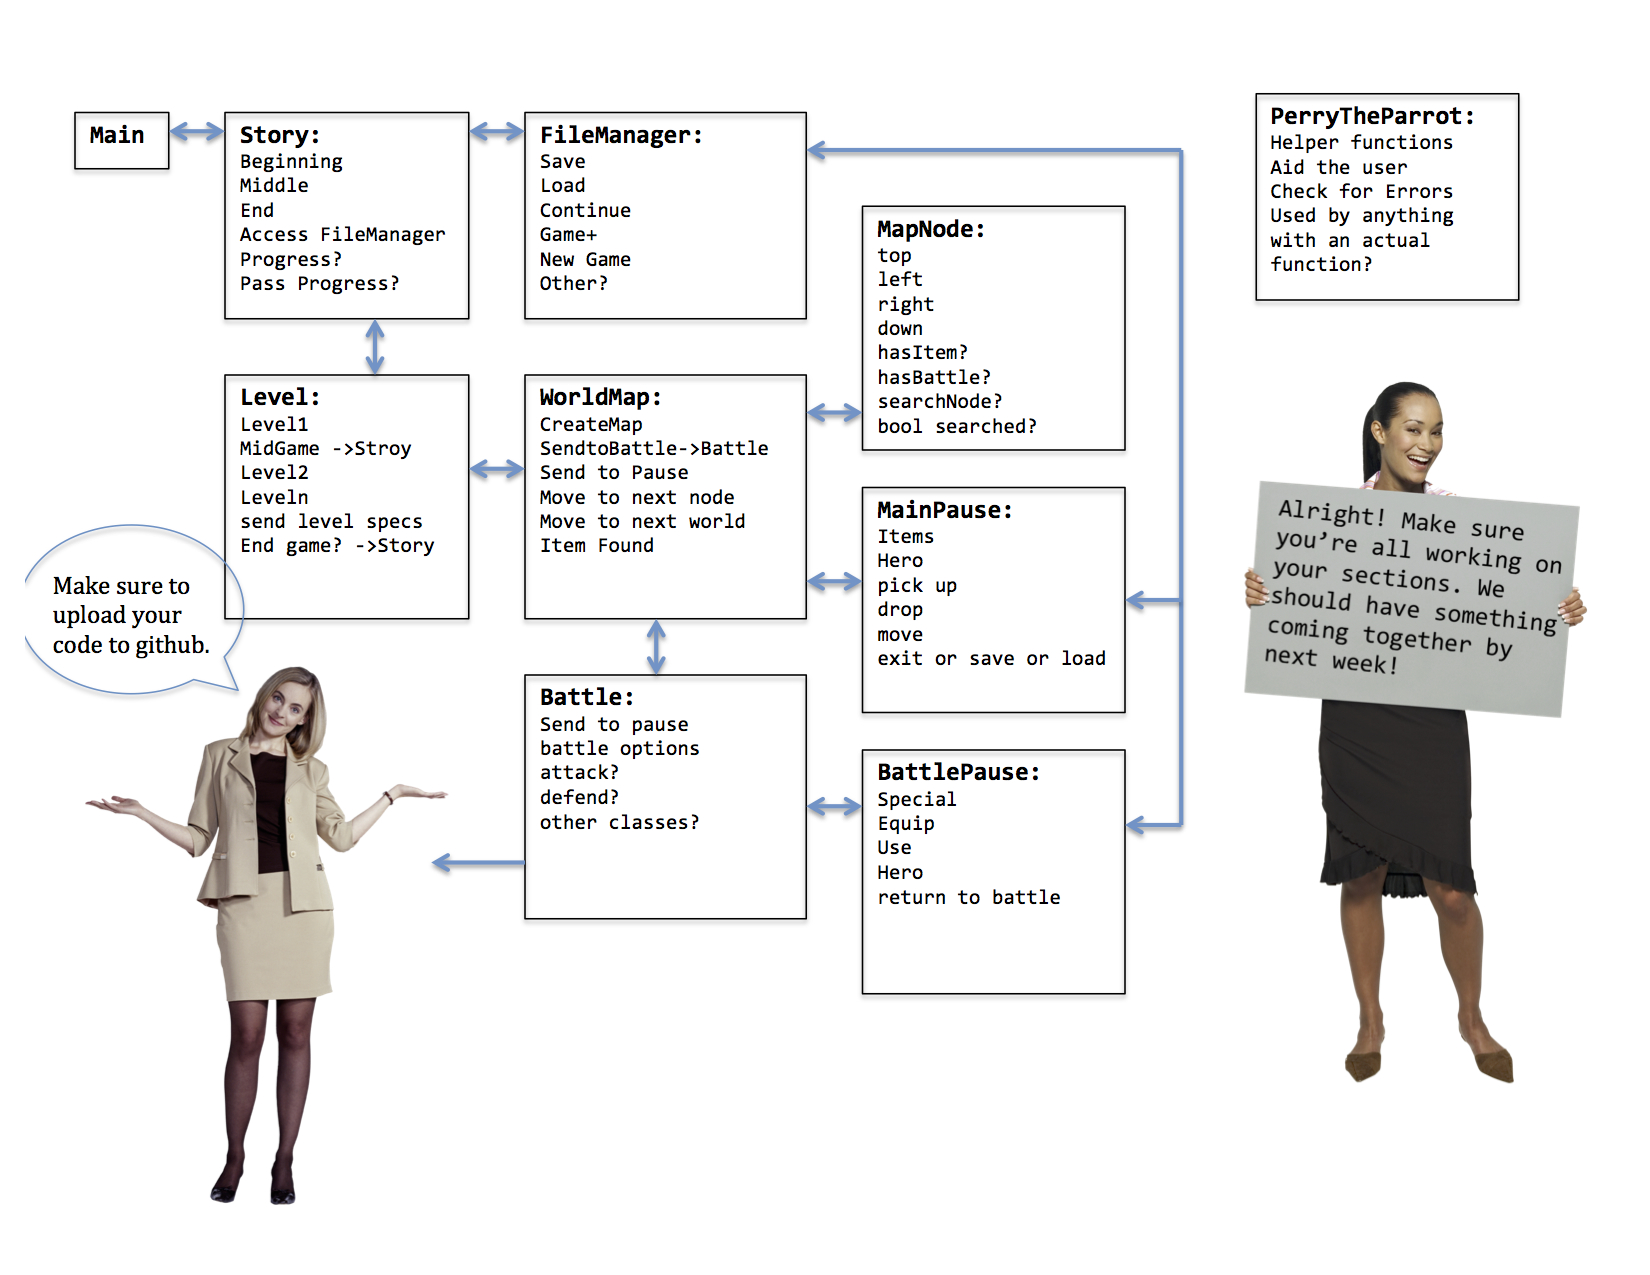 Main
Story:
Beginning
Middle
End
Access FileManager
Progress?
Pass Progress?
FileManager:
Save
Load
Continue
Game+
New Game
Other?
PerryTheParrot:
Helper functions
Aid the user
Check for Errors
Used by anything
with an actual
function?
MapNode:
top
left
right
down
hasItem?
hasBattle?
searchNode?
bool searched?
Level:
Level1
MidGame ->Stroy
Level2
Leveln
send level specs
End game? ->Story
WorldMap:
CreateMap
SendtoBattle->Battle
Send to Pause
Move to next node
Move to next world
Item Found
MainPause:
Items
Hero
pick up
drop
move
exit or save or load
Alright! Make sure
you’re all working on
your sections. We
should have something
coming together by
next week!
Make sure to
upload your
code to github.
Battle:
Send to pause
battle options
attack?
defend?
other classes?
BattlePause:
Special
Equip
Use
Hero
return to battle